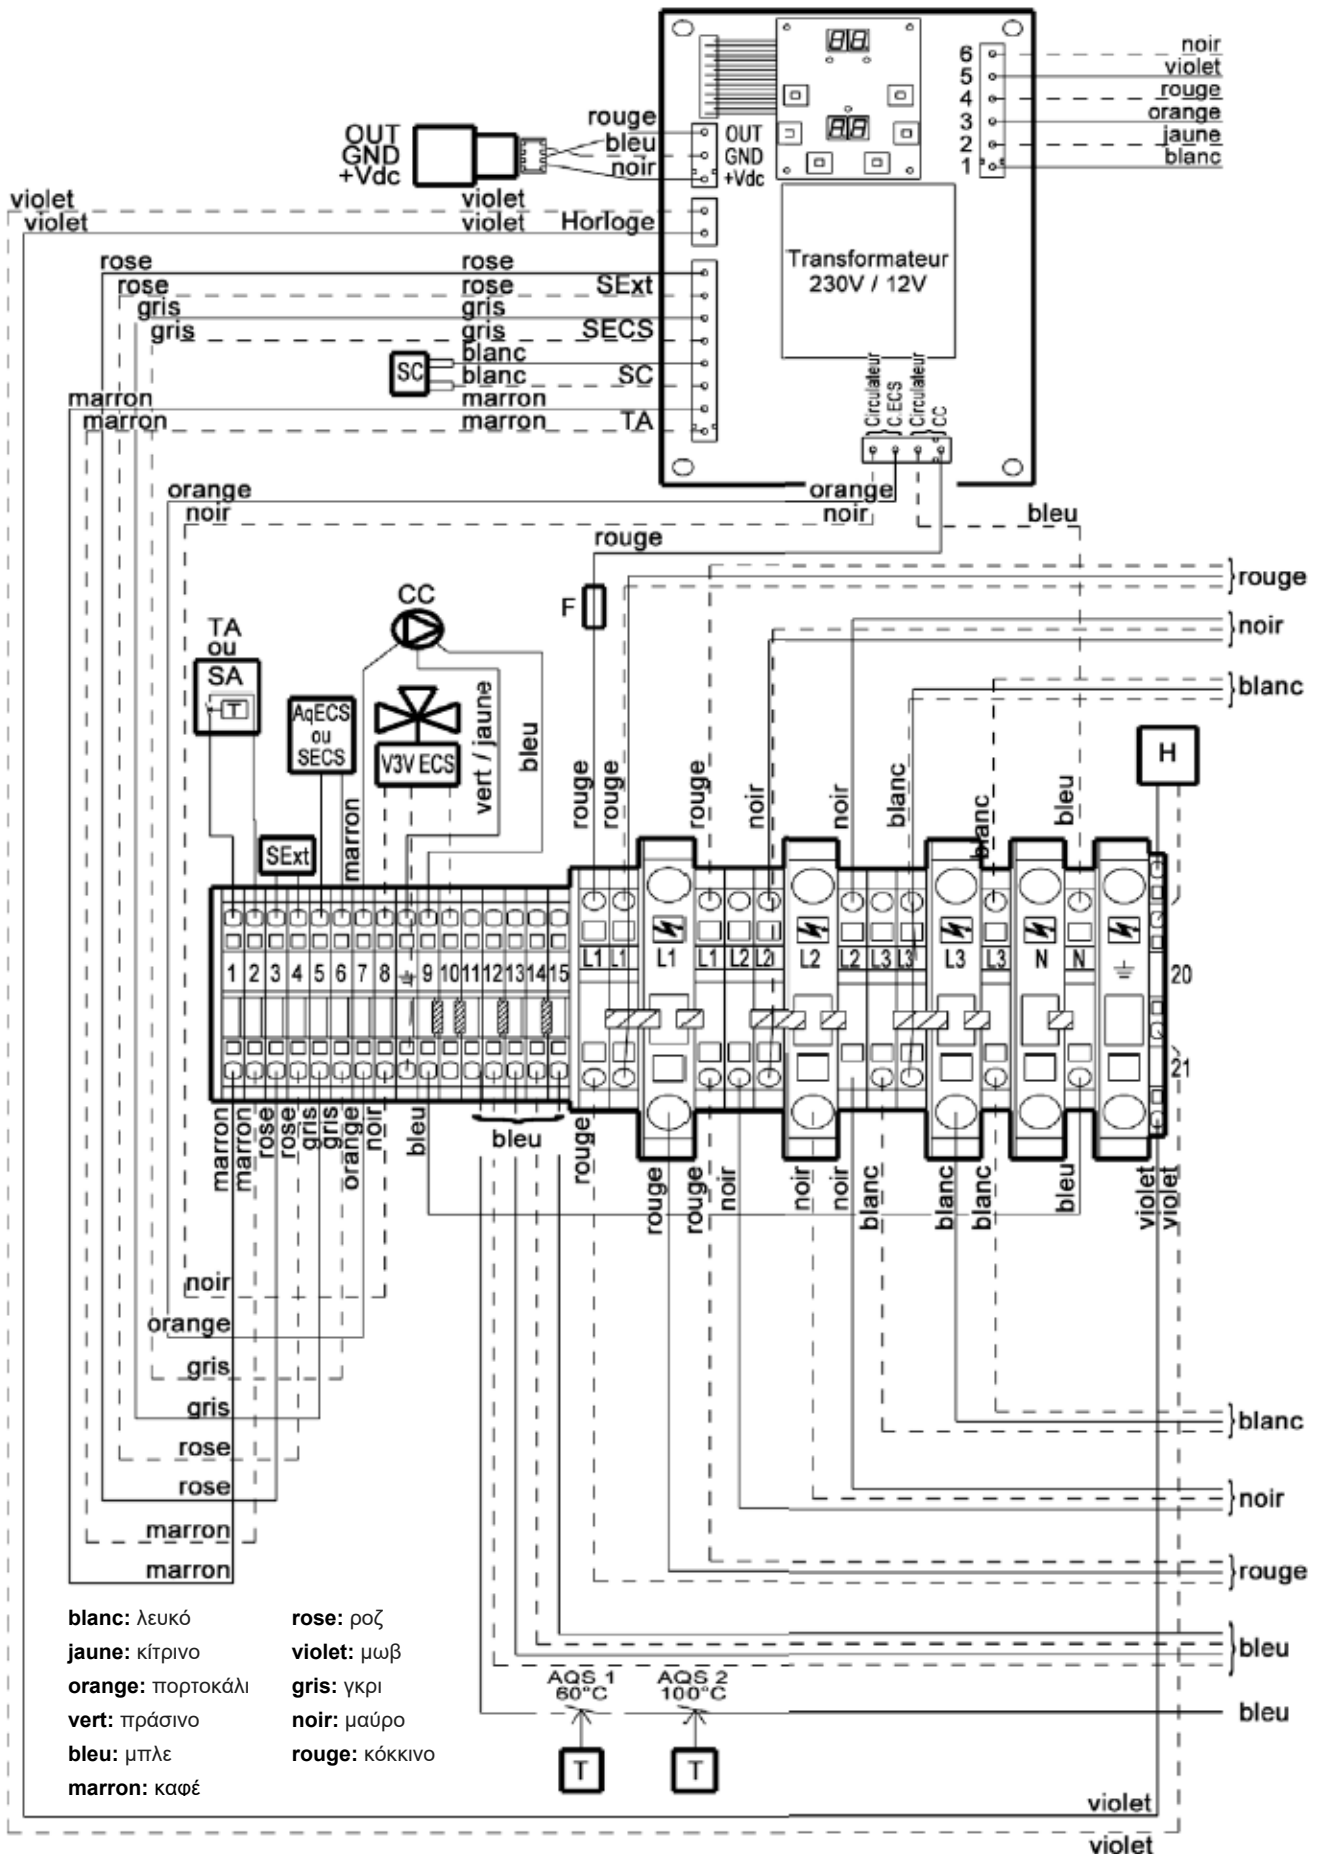 noir
violet
rouge
orange
jaune
blanc
6
5
4
3
2
1
OUT
GND
+Vdc
rouge
bleu
noir
OUT
GND
+Vdc
violet
violet
violet
violet
Horloge
Transformateur
230V / 12V
rose
rose
rose
rose
SExt
gris
gris
gris
gris
SECS
SC
blanc
blanc
SC
marron
marron
marron
marron
TA
Circulateur
C.ECS
Circulateur
CC
orange
noir
orange
noir
bleu
rouge
F
CC
rouge
noir
blanc
TA
ou
SA
T
AqECS
ou
SECS
V3V ECS
SExt
marron
vert / jaune
bleu
rouge
rouge
rouge
noir
noir
blanc
blanc
bleu
H
1 2 3 4 5 6 7 8 9 10 11 12 13 14 15
L1 L1 L1 L1 L2 L2 L2 L2 L3 L3 L3 L3 N N
20
21
marron
marron
rose
rose
gris
gris
orange
noir
bleu
bleu
rouge
rouge
rouge
noir
noir
noir
blanc
blanc
blanc
bleu
violet
violet
noir
orange
gris
gris
rose
rose
marron
marron
blanc
noir
rouge
bleu
bleu
AQS 1
60°C
AQS 2
100°C
T
T
blanc: λευκό
jaune: κίτρινο
orange: πορτοκάλι
vert: πράσινο
bleu: μπλε
marron: καφέ
rose: ροζ
violet: μωβ
gris: γκρι
noir: μαύρο
rouge: κόκκινο
violet
violet